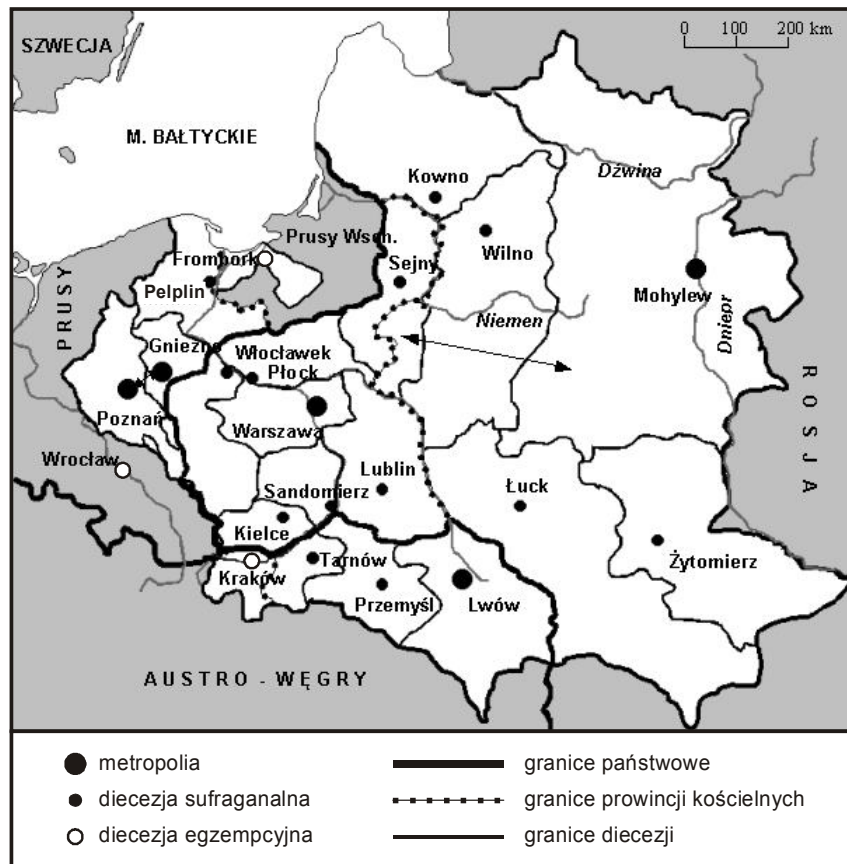 SZWECJA
0 100 200 km
M. BAŁTYCKIE
Dźwina
Kowno
Prusy Wsch.
Wilno
Frombork
Sejny
Mohylew
Pelplin
PRUSY
Niemen
Dniepr
Gniezno
Włocławek
Płock
Poznań
Warszawa
ROSJA
Wrocław
Lublin
Sandomierz
Łuck
Kielce
Żytomierz
Tarnów
Kraków
Przemyśl
Lwów
AUSTRO - WĘGRY
metropolia
granice państwowe
diecezja sufraganalna
granice prowincji kościelnych
diecezja egzempcyjna
granice diecezji